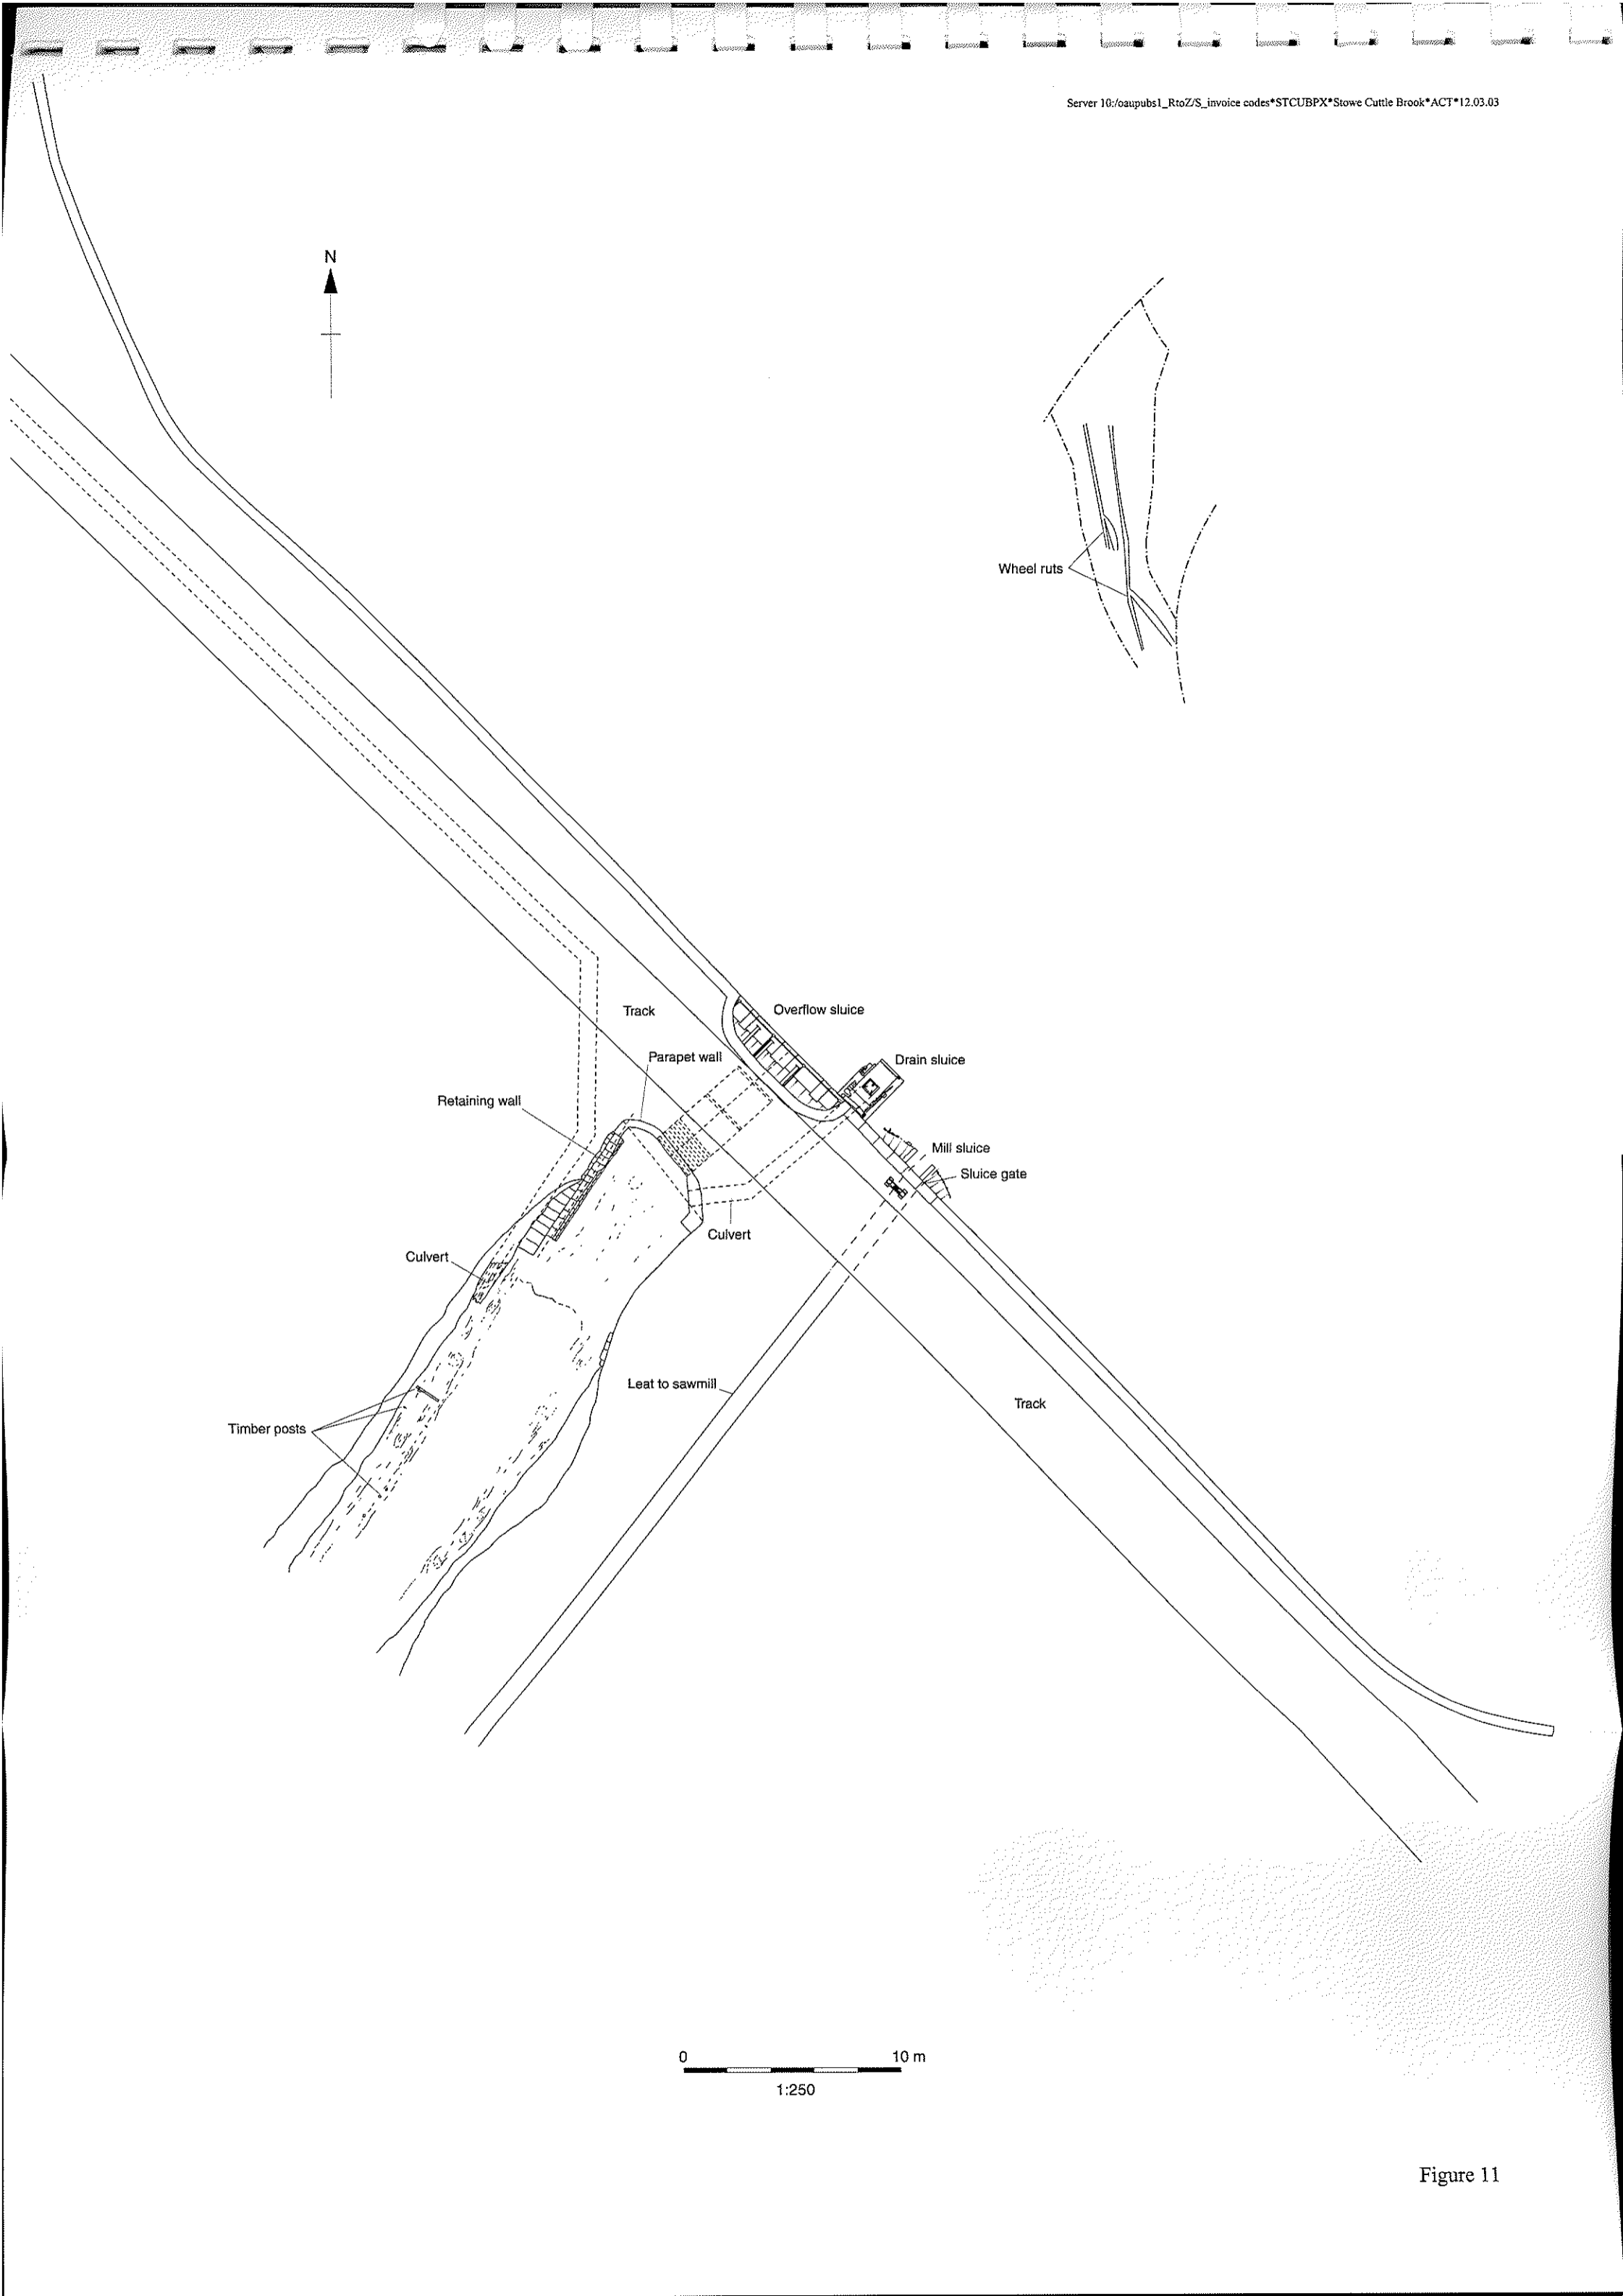 Server 10:/oaupubs1_RtoZ/S_invoice codes*STCUBPX*Stowe Cuttle Brook*ACT*12.03.03
N
Wheel ruts
Overflow sluice
Track
Parapet wall
Drain sluice
Retaining wall
Mill sluice
Sluice gate
Culvert
Culvert
Leat to sawmill
Track
Timber posts
0 10 m
1:250
Figure 11